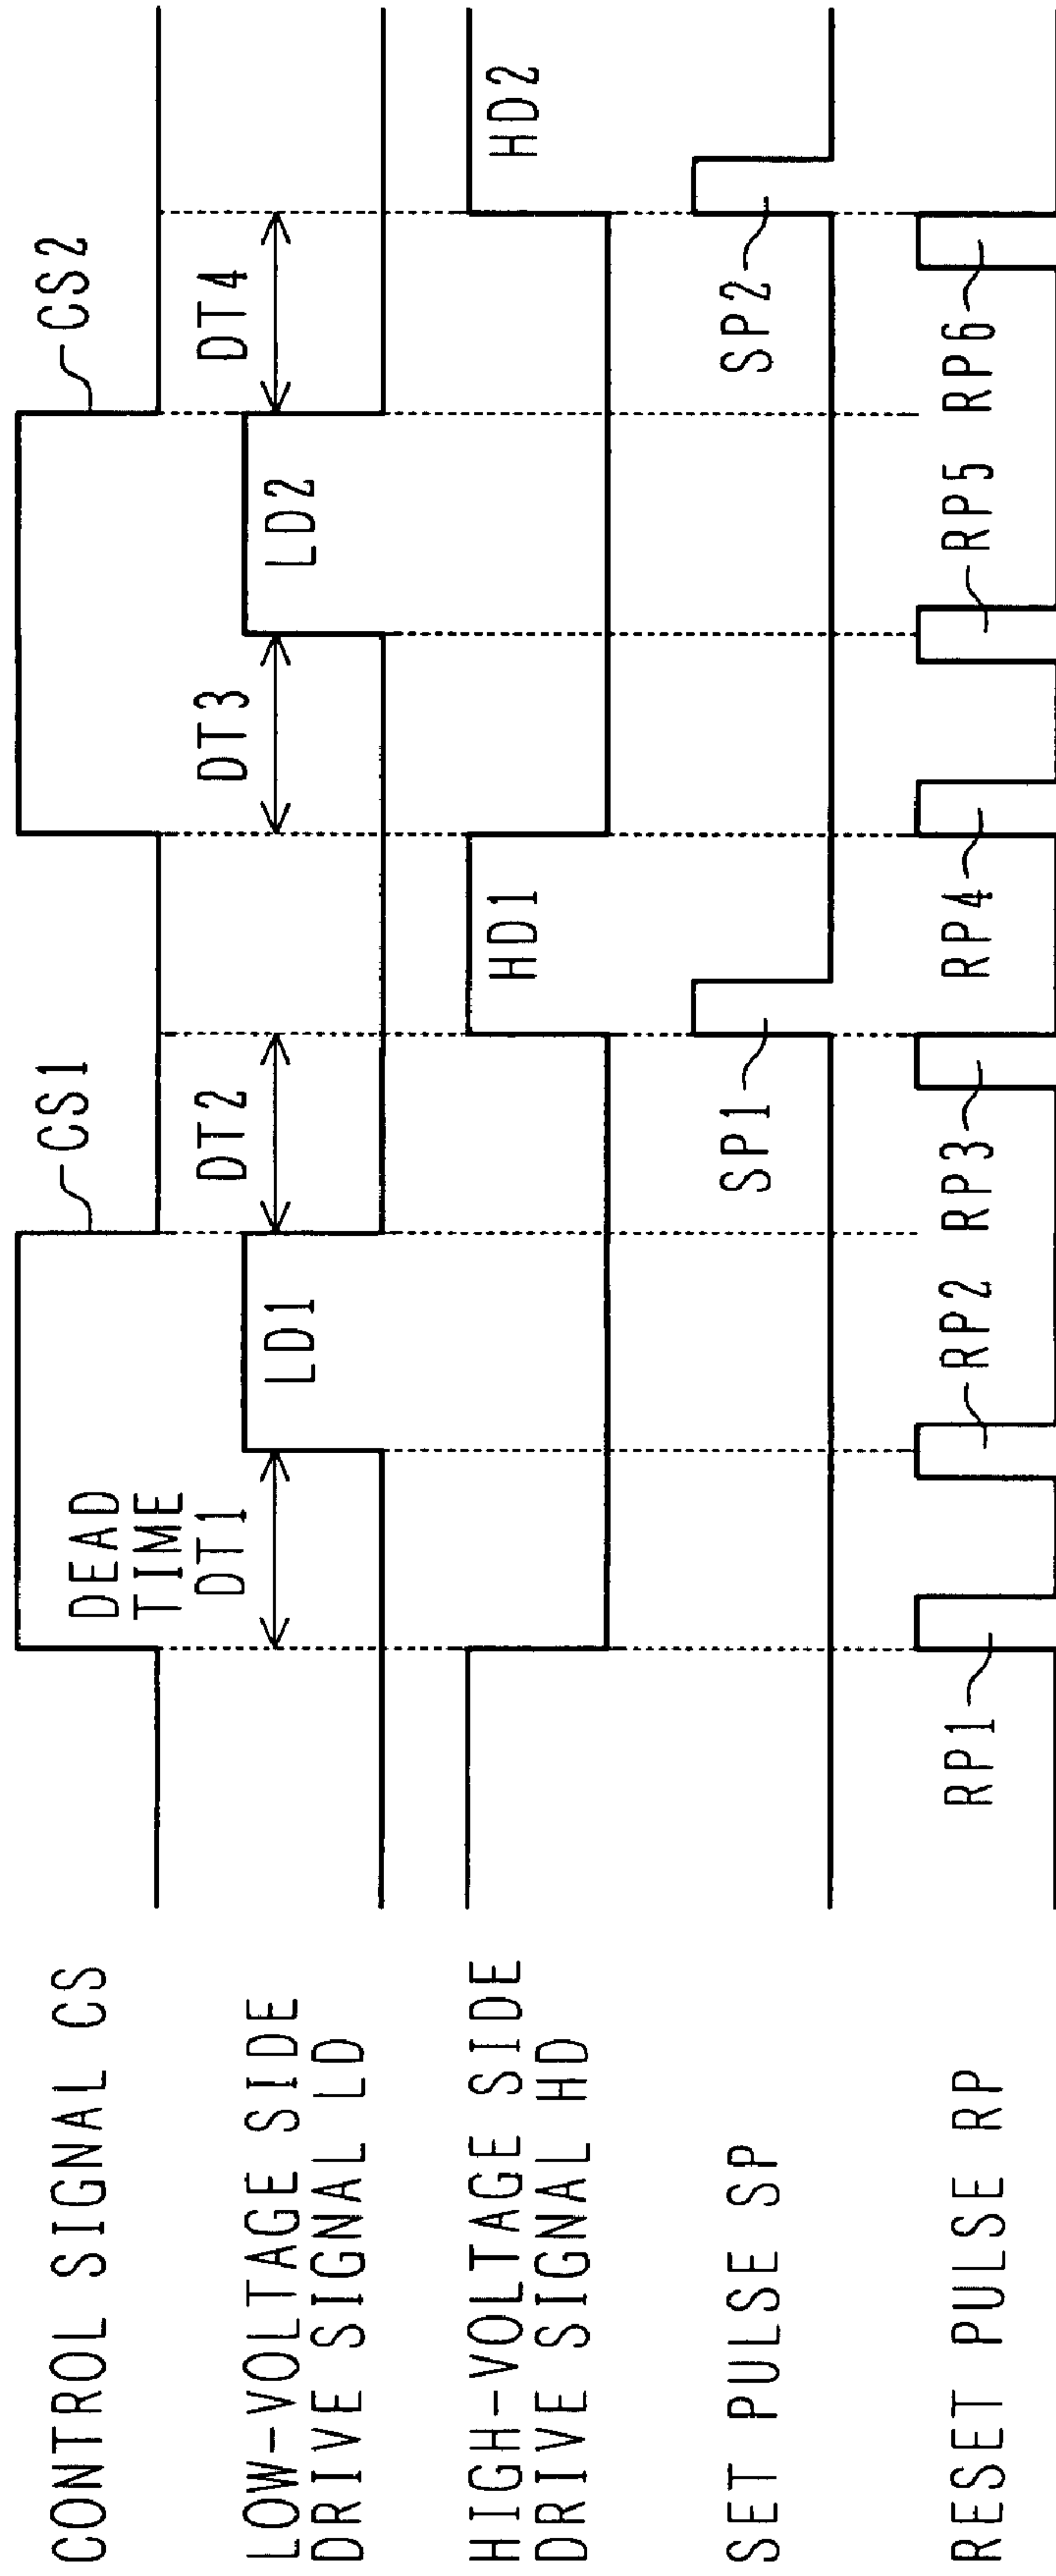 CONTROL SIGNAL CS
CS1
CS2
LOW-VOLTAGE SIDE
DRIVE SIGNAL LD
DEAD
TIME
DT1
LD1
DT2
DT3
LD2
DT4
HIGH-VOLTAGE SIDE
DRIVE SIGNAL HD
HD1
HD2
SET PULSE SP
SP1
SP2
RESET PULSE RP
RP1
RP2
RP3
RP4
RP5
RP6